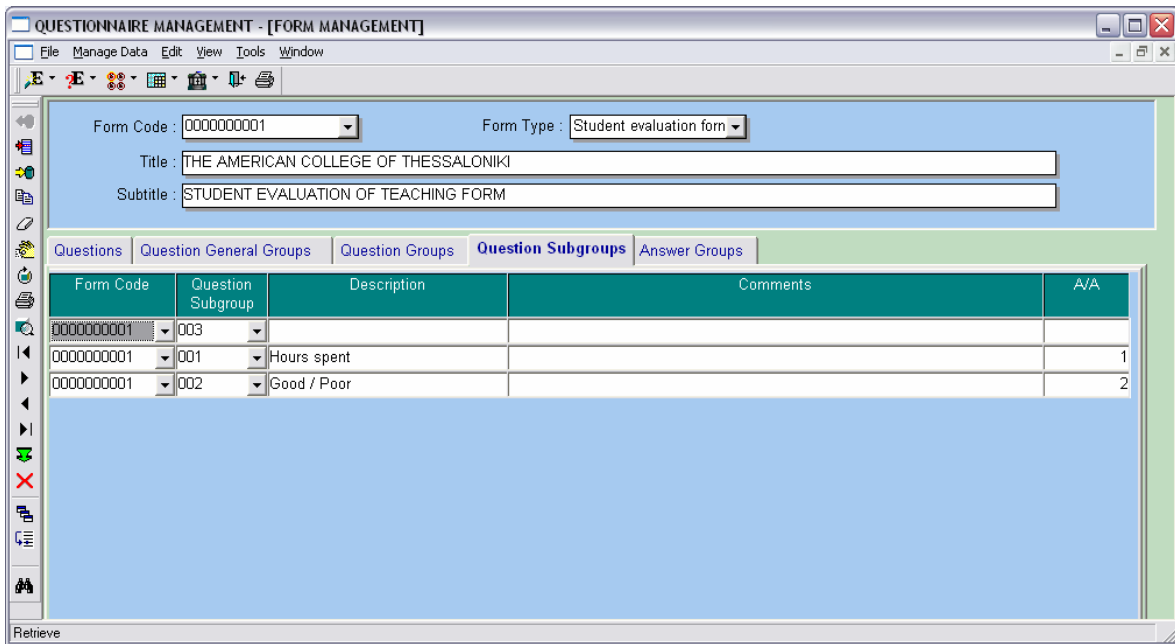 QUESTIONNAIRE MANAGEMENT - [FORM MANAGEMENT]
File Manage Data Edit View Tools Window
Form Code : 0000000001 Form Type : Student evaluation forn
Title : THE AMERICAN COLLEGE OF THESSALONIKI
Subtitle : STUDENT EVALUATION OF TEACHING FORM
Questions Question General Groups Question Groups Question Subgroups Answer Groups
Form Code Question Subgroup Description Comments A/A
0000000001 003
0000000001 001 Hours spent 1
0000000001 002 Good / Poor 2
Retrieve